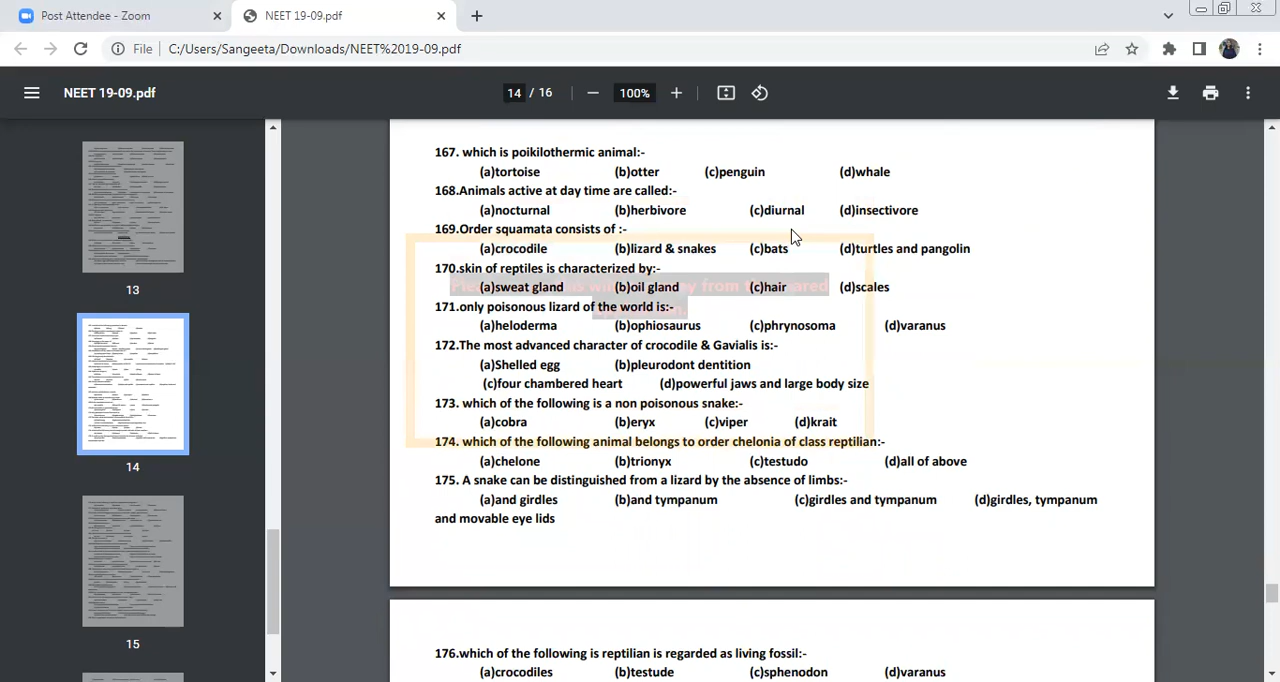 Post Attendee - Zoom
NEET 19-09.pdf
File
C:/Users/Sangeeta/Downloads/NEET%2019-09.pdf
NEET 19-09.pdf
14 / 16
100%
167. which is poikilothermic animal:-
(a)tortoise (b)otter (c)penguin (d)whale
168.Animals active at day time are called:-
(a)nocturnal (b)herbivore (c)diurnal (d)insectivore
169.Order squamata consists of :-
(a)crocodile (b)lizard & snakes (c)bats (d)turtles and pangolin
170.skin of reptiles is characterized by:-
(a)sweat gland (b)oil gland (c)hair (d)scales
171.only poisonous lizard of the world is:-
(b)ophiosaurus (c)phrynosoma (d)varanus
172.The most advanced character of crocodile & Gavialis is:-
(a)Shelled egg (b)pleurodont dentition
(c)four chambered heart (d)powerful jaws and large body size
173. which of the following is a non poisonous snake:-
(a)cobra (b)eryx (c)viper (d)krait
174. which of the following animal belongs to order chelonia of class reptilian:-
(a)chelone (b)trionyx (c)testudo (d)all of above
175. A snake can be distinguished from a lizard by the absence of limbs:-
(a)and girdles (b)and tympanum (c)girdles and tympanum (d)girdles, tympanum
and movable eye lids
176.which of the following is reptilian is regarded as living fossil:-
(a)crocodiles (b)testude (c)sphenodon (d)varanus
13
14
15